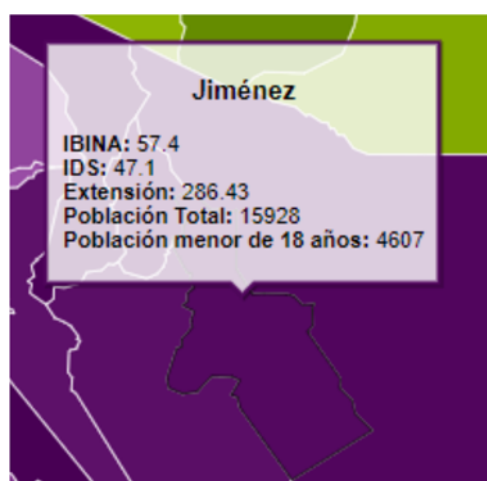 Jiménez
IBINA: 57.4
IDS: 47.1
Extensión: 286.43
Población Total: 15928
Población menor de 18 años: 4607